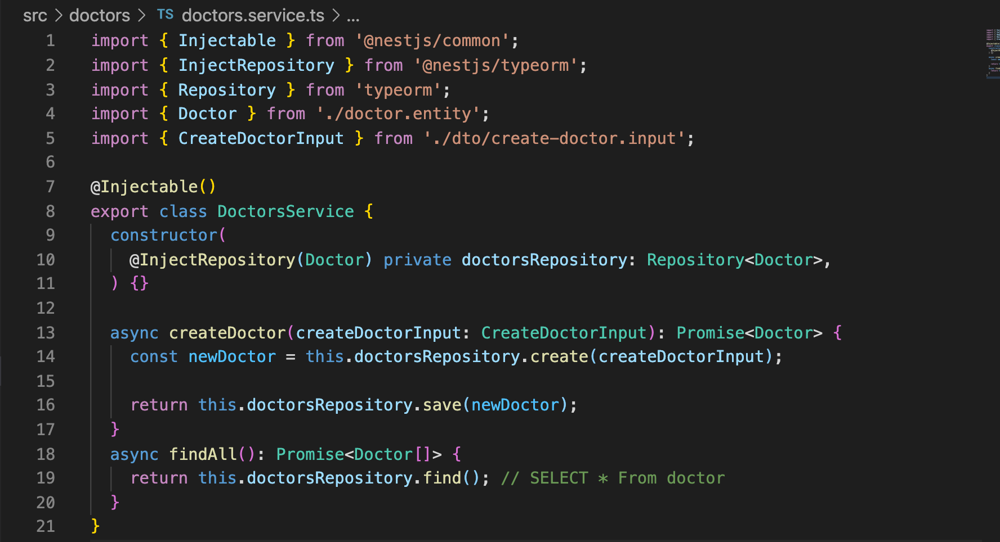 src > doctors > TS doctors.service.ts > ...
1 import { Injectable } from '@nestjs/common';
2 import { InjectRepository } from '@nestjs/typeorm';
3 import { Repository } from 'typeorm';
4 import { Doctor } from './doctor.entity';
5 import { CreateDoctorInput } from './dto/create-doctor.input';
6
7 @Injectable()
8 export class DoctorsService {
9   constructor(
10     @InjectRepository(Doctor) private doctorsRepository: Repository<Doctor>,
11   ) {}
12
13   async createDoctor(createDoctorInput: CreateDoctorInput): Promise<Doctor> {
14     const newDoctor = this.doctorsRepository.create(createDoctorInput);
15
16     return this.doctorsRepository.save(newDoctor);
17   }
18   async findAll(): Promise<Doctor[]> {
19     return this.doctorsRepository.find(); // SELECT * From doctor
20   }
21 }